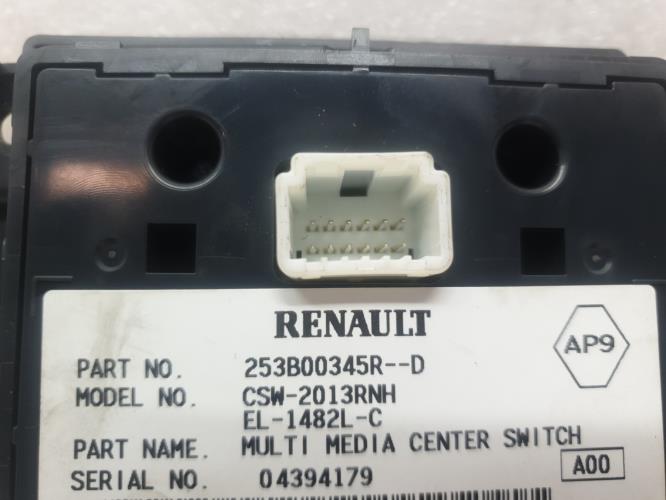 RENAULT
AP9
PART NO. 253B00345R--D
MODEL NO. CSW-2013RNH
EL-1482L-C
PART NAME. MULTI MEDIA CENTER SWITCH
SERIAL NO. 04394179 A00